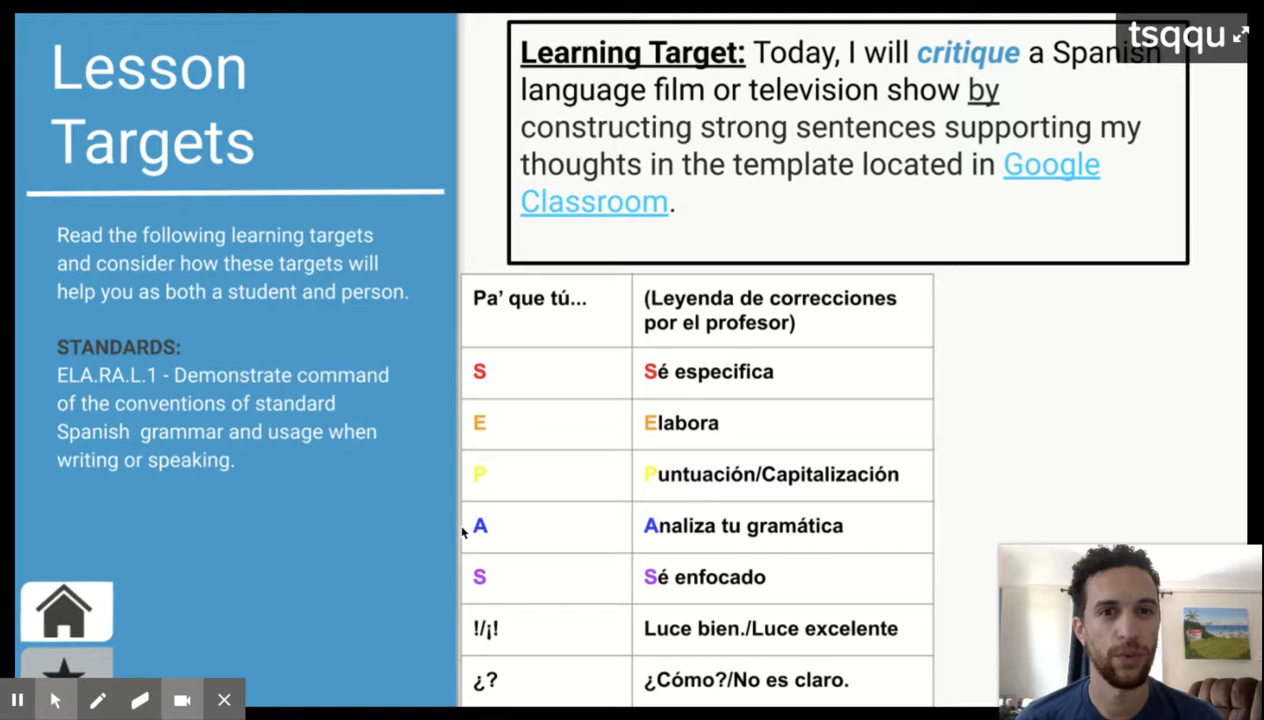 Lesson
Targets
Read the following learning targets
and consider how these targets will
help you as both a student and person.
STANDARDS:
ELA.RA.L.1 - Demonstrate command
of the conventions of standard
Spanish grammar and usage when
writing or speaking.
tsqqu
Learning Target: Today, I will critique a Spanish
language film or television show by
constructing strong sentences supporting my
thoughts in the template located in Google
Classroom.
Pa' que tú... (Leyenda de correcciones
por el profesor)
S Sé especifica
E Elabora
P Puntuación/Capitalización
A Analiza tu gramática
S Sé enfocado
!/¡! Luce bien./Luce excelente
¿? ¿Cómo?/No es claro.